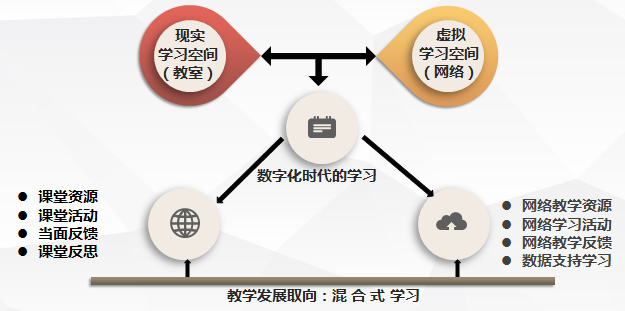 现实
学习空间
（教室）
虚拟
学习空间
（网络）
数字化时代的学习
● 课堂资源
● 课堂活动
● 当面反馈
● 课堂反思
● 网络教学资源
● 网络学习活动
● 网络教学反馈
● 数据支持学习
教学发展取向：混 合 式 学习